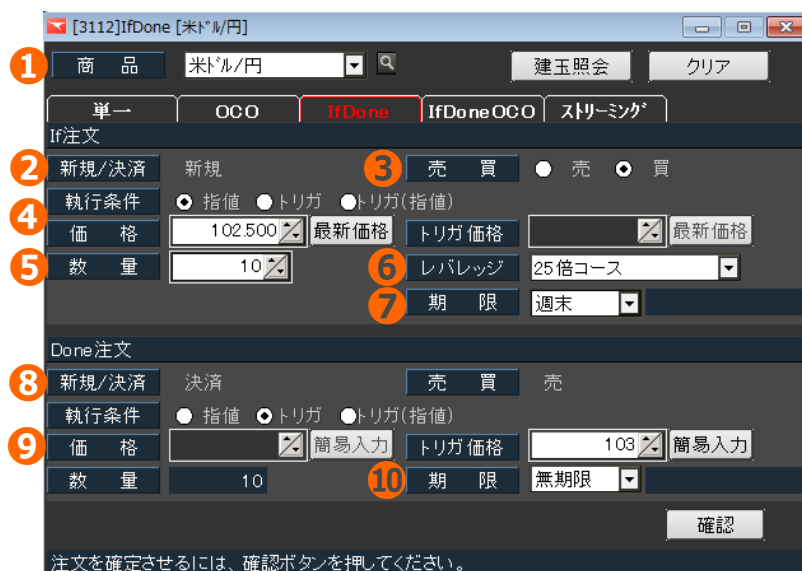 [3112]IfDone [米ﾄﾞﾙ/円]
1 商 品 米ﾄﾞﾙ/円 建玉照会 クリア
単一 OCO IfDone IfDoneOCO ｽﾄﾘｰﾐﾝｸﾞ
If注文
2 新規/決済 新規 3 売 買 売 買
執行条件 指値 トリガ トリガ(指値)
4 価 格 102.500 最新価格 トリガ価格 最新価格
5 数 量 10 6 レバレッジ 25倍コース
7 期 限 週末
Done注文
8 新規/決済 決済 売 買 売
執行条件 指値 トリガ トリガ(指値)
9 価 格 簡易入力 トリガ価格 103 簡易入力
数 量 10 10 期 限 無期限
確認
注文を確定させるには、確認ボタンを押してください。